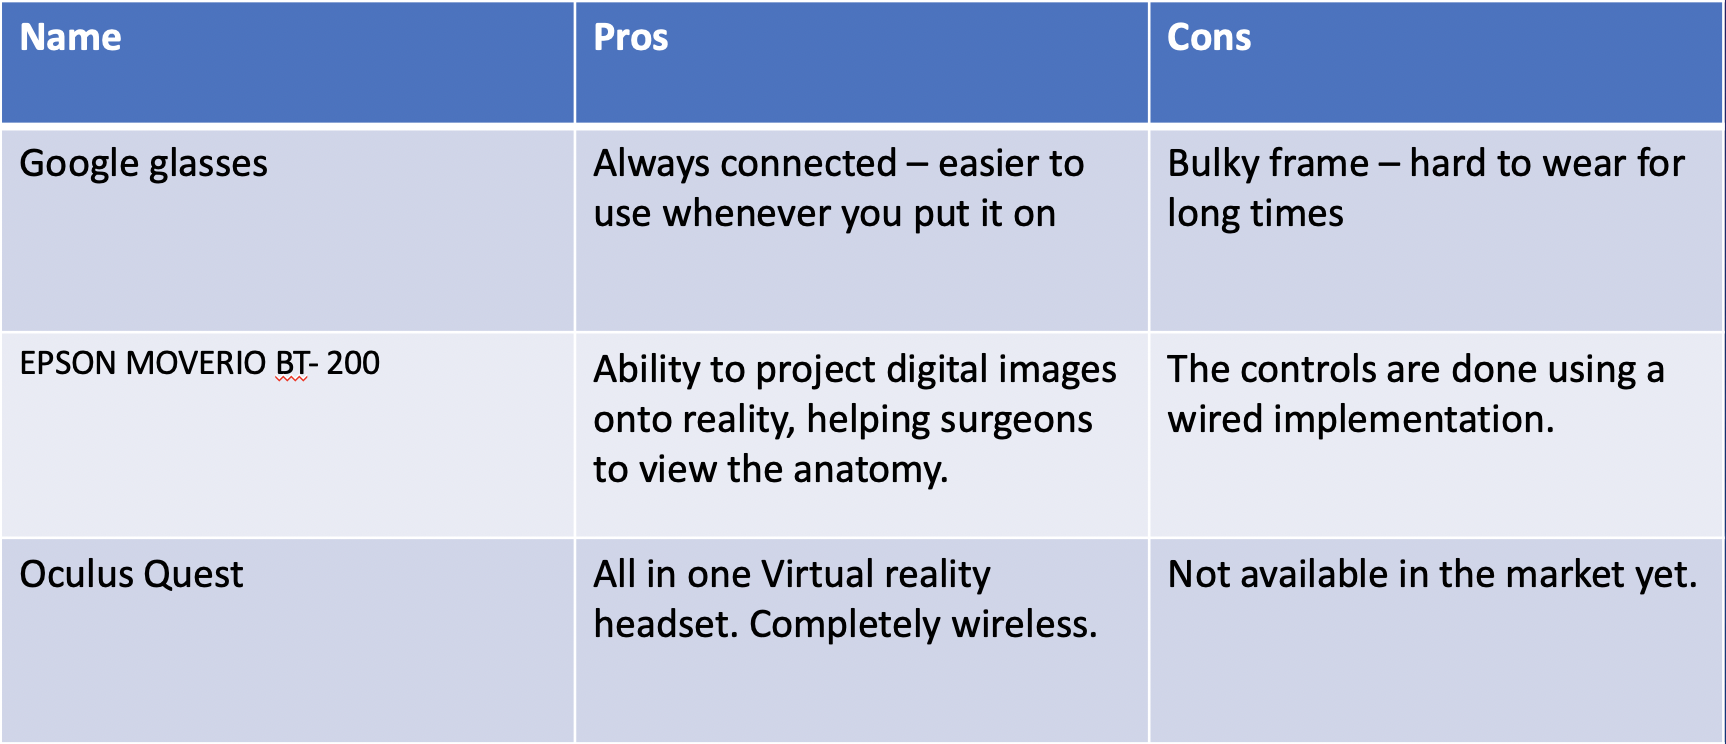 Name
Pros
Cons
Google glasses
Always connected – easier to
use whenever you put it on
Bulky frame – hard to wear for
long times
EPSON MOVERIO BT- 200
Ability to project digital images
onto reality, helping surgeons
to view the anatomy.
The controls are done using a
wired implementation.
Oculus Quest
All in one Virtual reality
headset. Completely wireless.
Not available in the market yet.